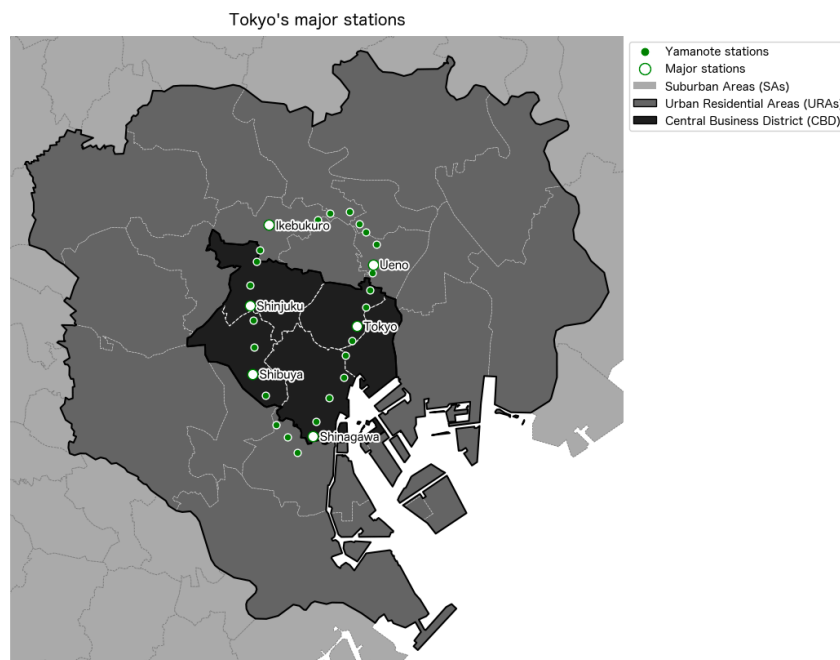 Tokyo's major stations
Yamanote stations
Major stations
Suburban Areas (SAs)
Urban Residential Areas (URAs)
Central Business District (CBD)
Ikebukuro
Ueno
Shinjuku
Tokyo
Shibuya
Shinagawa